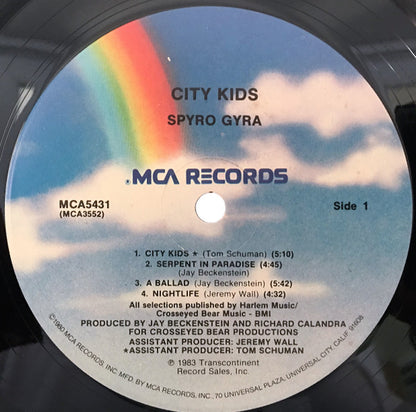 CITY KIDS
SPYRO GYRA
MCA RECORDS
MCA5431
(MCA3552)
Side 1
1. CITY KIDS ★ (Tom Schuman) (5:10)
2. SERPENT IN PARADISE (4:45)
(Jay Beckenstein)
3. A BALLAD (Jay Beckenstein) (5:42)
4. NIGHTLIFE (Jeremy Wall) (4:32)
All selections published by Harlem Music/
Crosseyed Bear Music - BMI
PRODUCED BY JAY BECKENSTEIN AND RICHARD CALANDRA
FOR CROSSEYED BEAR PRODUCTIONS
ASSISTANT PRODUCER: JEREMY WALL
★ASSISTANT PRODUCER: TOM SCHUMAN
℗ 1983 Transcontinent
Record Sales, Inc.
©1980 MCA RECORDS, INC. MFD. BY MCA RECORDS, INC., 70 UNIVERSAL PLAZA, UNIVERSAL CITY, CALIF. 91608